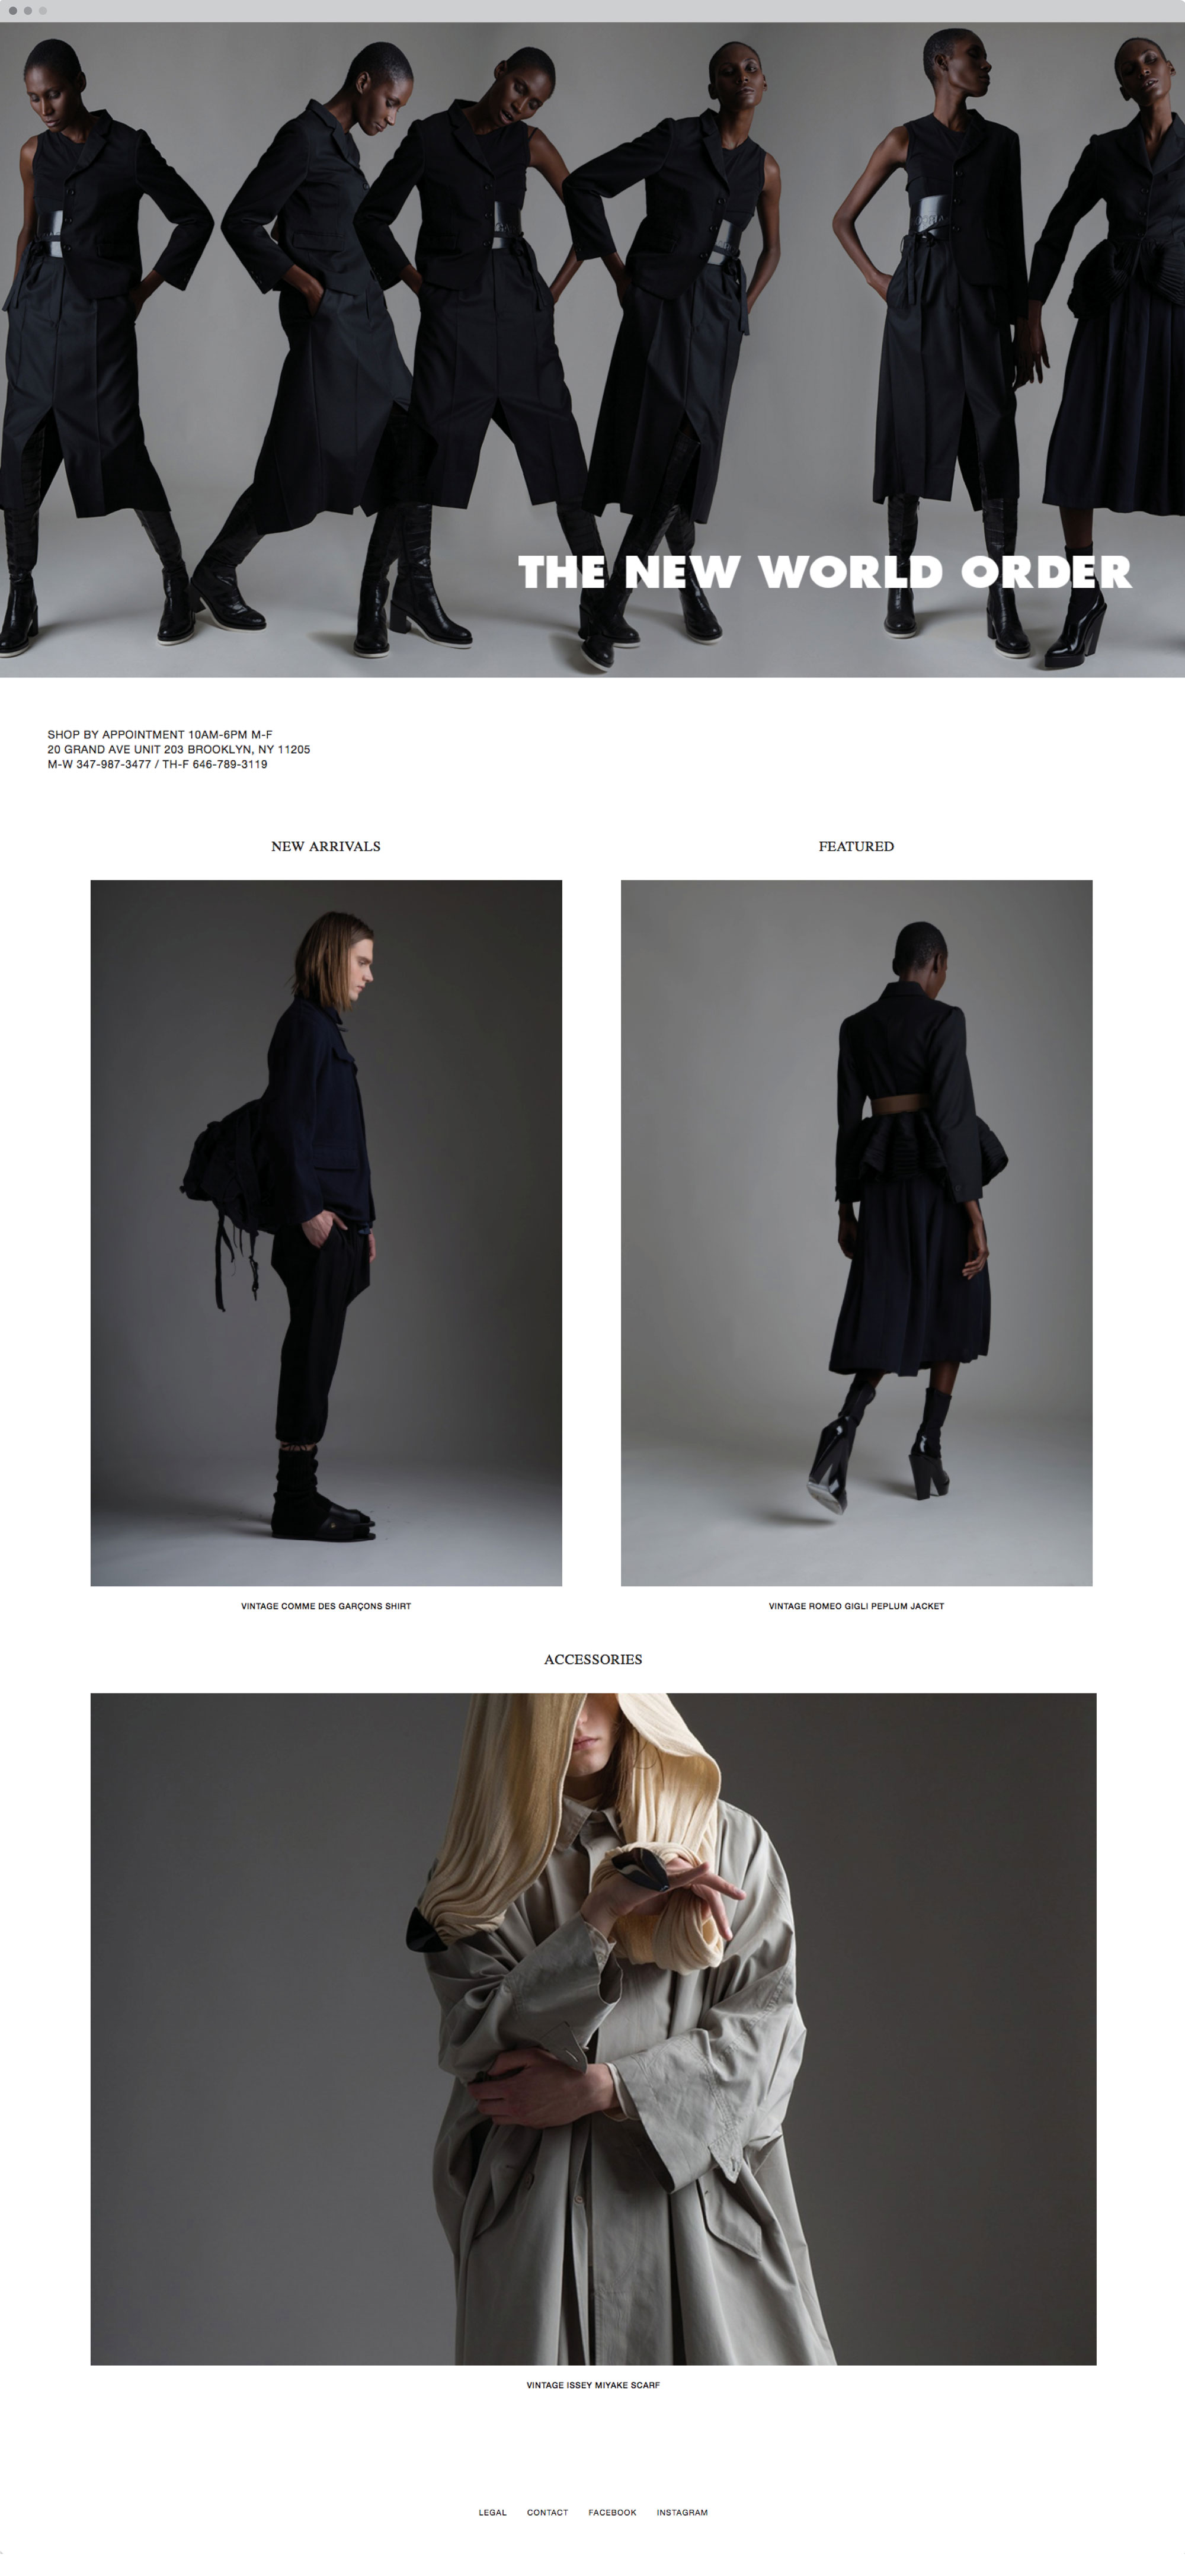 THE NEW WORLD ORDER
SHOP BY APPOINTMENT 10AM-6PM M-F
20 GRAND AVE UNIT 203 BROOKLYN, NY 11205
M-W 347-987-3477 / TH-F 646-789-3119
NEW ARRIVALS
FEATURED
VINTAGE COMME DES GARÇONS SHIRT
VINTAGE ROMEO GIGLI PEPLUM JACKET
ACCESSORIES
VINTAGE ISSEY MIYAKE SCARF
LEGAL CONTACT FACEBOOK INSTAGRAM